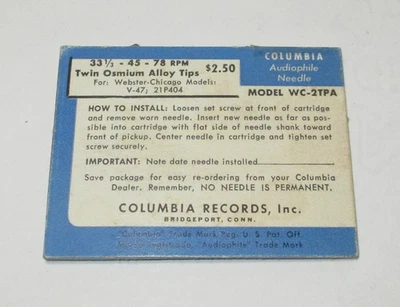 33⅓ - 45 - 78 RPM
Twin Osmium Alloy Tips $2.50
For Webster-Chicago Models:
V-47; 21P404
COLUMBIA
Audiophile
Needle
MODEL WC-2TPA
HOW TO INSTALL: Loosen set screw at front of cartridge
and remove worn needle. Insert new needle as far as pos-
sible into cartridge with flat side of needle shank toward
front of pickup. Center needle in cartridge and tighten set
screw securely.
IMPORTANT: Note date needle installed
Save package for easy re-ordering from your Columbia
Dealer. Remember, NO NEEDLE IS PERMANENT.
COLUMBIA RECORDS, Inc.
BRIDGEPORT, CONN.
"Columbia" Trade Mark Reg. U. S. Pat. Off.
Marca registrada, "Audiophile" Trade Mark